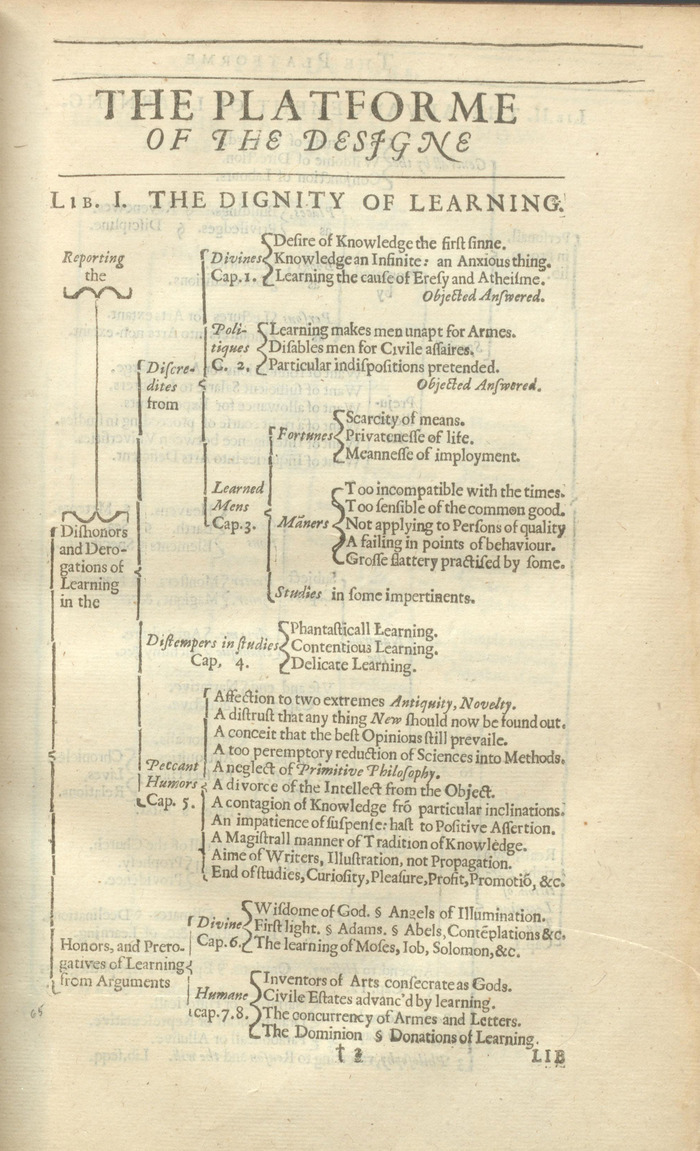 THE PLATFORME
OF THE DESIGNE
LIB. I. THE DIGNITY OF LEARNING.
Reporting
the
Diſhonors
and Dero-
gations of
Learning
in the
Diſcre-
dites
from
Divines
Cap. 1.
Deſire of Knowledge the firſt ſinne.
Knowledge an Infinite: an Anxious thing.
Learning the cauſe of Ereſy and Atheiſme.
Objected Anſwered.
Poli-
tiques
C. 2.
Learning makes men unapt for Armes.
Diſables men for Civile affaires.
Particular indiſpoſitions pretended.
Objected Anſwered.
Learned
Mens
Cap. 3.
Fortunes
Scarcity of means.
Privateneſſe of life.
Meanneſſe of imployment.
Mãners
Too incompatible with the times.
Too ſenſible of the common good.
Not applying to Perſons of quality
A failing in points of behaviour.
Groſſe flattery practiſed by ſome.
Studies in ſome impertinents.
Diſtempers in ſtudies
Cap, 4.
Phantaſticall Learning.
Contentious Learning.
Delicate Learning.
Peccant
Humors
Cap. 5.
Affection to two extremes Antiquity, Novelty.
A diſtruſt that any thing New ſhould now be found out.
A conceit that the beſt Opinions ſtill prevaile.
A too peremptory reduction of Sciences into Methods.
A neglect of Primitive Philoſophy.
A divorce of the Intellect from the Object.
A contagion of Knowledge frõ particular inclinations.
An impatience of ſuſpenſe: haſt to Poſitive Aſſertion.
A Magiſtrall manner of Tradition of Knowledge.
Aime of Writers, Illuſtration, not Propagation.
End of ſtudies, Curioſity, Pleaſure, Profit, Promotiõ, &c.
Honors, and Prero-
gatives of Learning
from Arguments
Divine
Cap. 6.
Wiſdome of God. § Angels of Illumination.
Firſt light. § Adams. § Abels, Contẽplations &c.
The learning of Moſes, Iob, Solomon, &c.
Humane
cap. 7.8.
Inventors of Arts conſecrate as Gods.
Civile Eſtates advanc'd by learning.
The concurrency of Armes and Letters.
The Dominion § Donations of Learning.
† 2 LIB